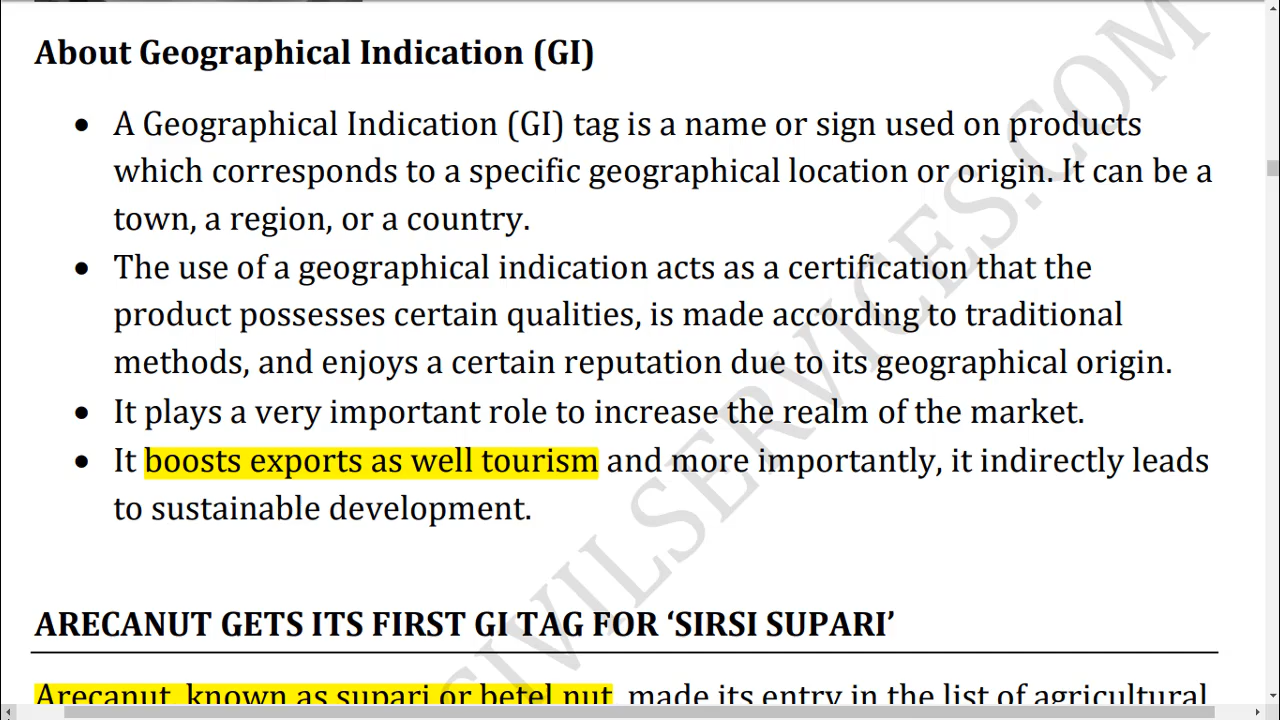 About Geographical Indication (GI)
• A Geographical Indication (GI) tag is a name or sign used on products
which corresponds to a specific geographical location or origin. It can be a
town, a region, or a country.
• The use of a geographical indication acts as a certification that the
product possesses certain qualities, is made according to traditional
methods, and enjoys a certain reputation due to its geographical origin.
• It plays a very important role to increase the realm of the market.
• It boosts exports as well tourism and more importantly, it indirectly leads
to sustainable development.
ARECANUT GETS ITS FIRST GI TAG FOR ‘SIRSI SUPARI’
Arecanut, known as supari or betel nut, made its entry in the list of agricultural
CIVILSERVICES.COM